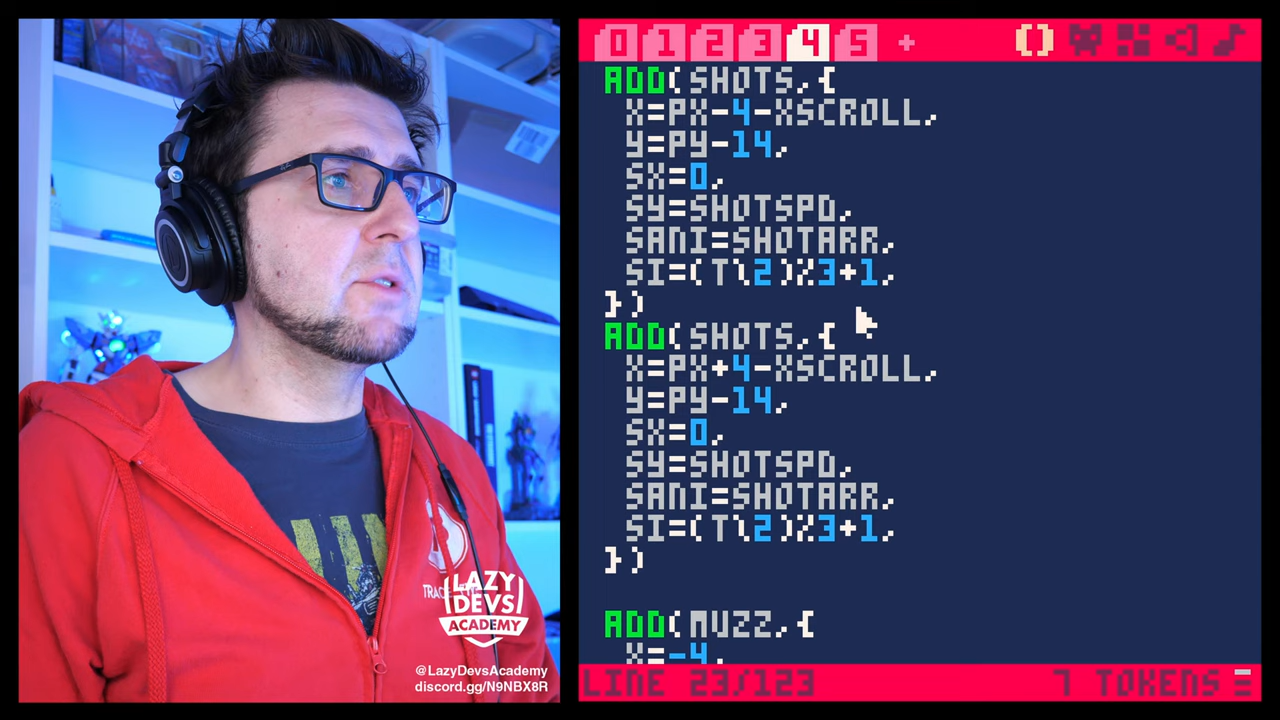 0 1 2 3 4 5 +
ADD(SHOTS,{
X=PX-4-XSCROLL,
Y=PY-14,
SX=0,
SY=SHOTSPD,
SANI=SHOTARR,
SI=(T\2)%3+1,
})
ADD(SHOTS,{
X=PX+4-XSCROLL,
Y=PY-14,
SX=0,
SY=SHOTSPD,
SANI=SHOTARR,
SI=(T\2)%3+1,
})
ADD(MUZZ,{
X=-4,
LINE 23/123
7 TOKENS
LAZY
DEVS
ACADEMY
@LazyDevsAcademy
discord.gg/N9NBX8R